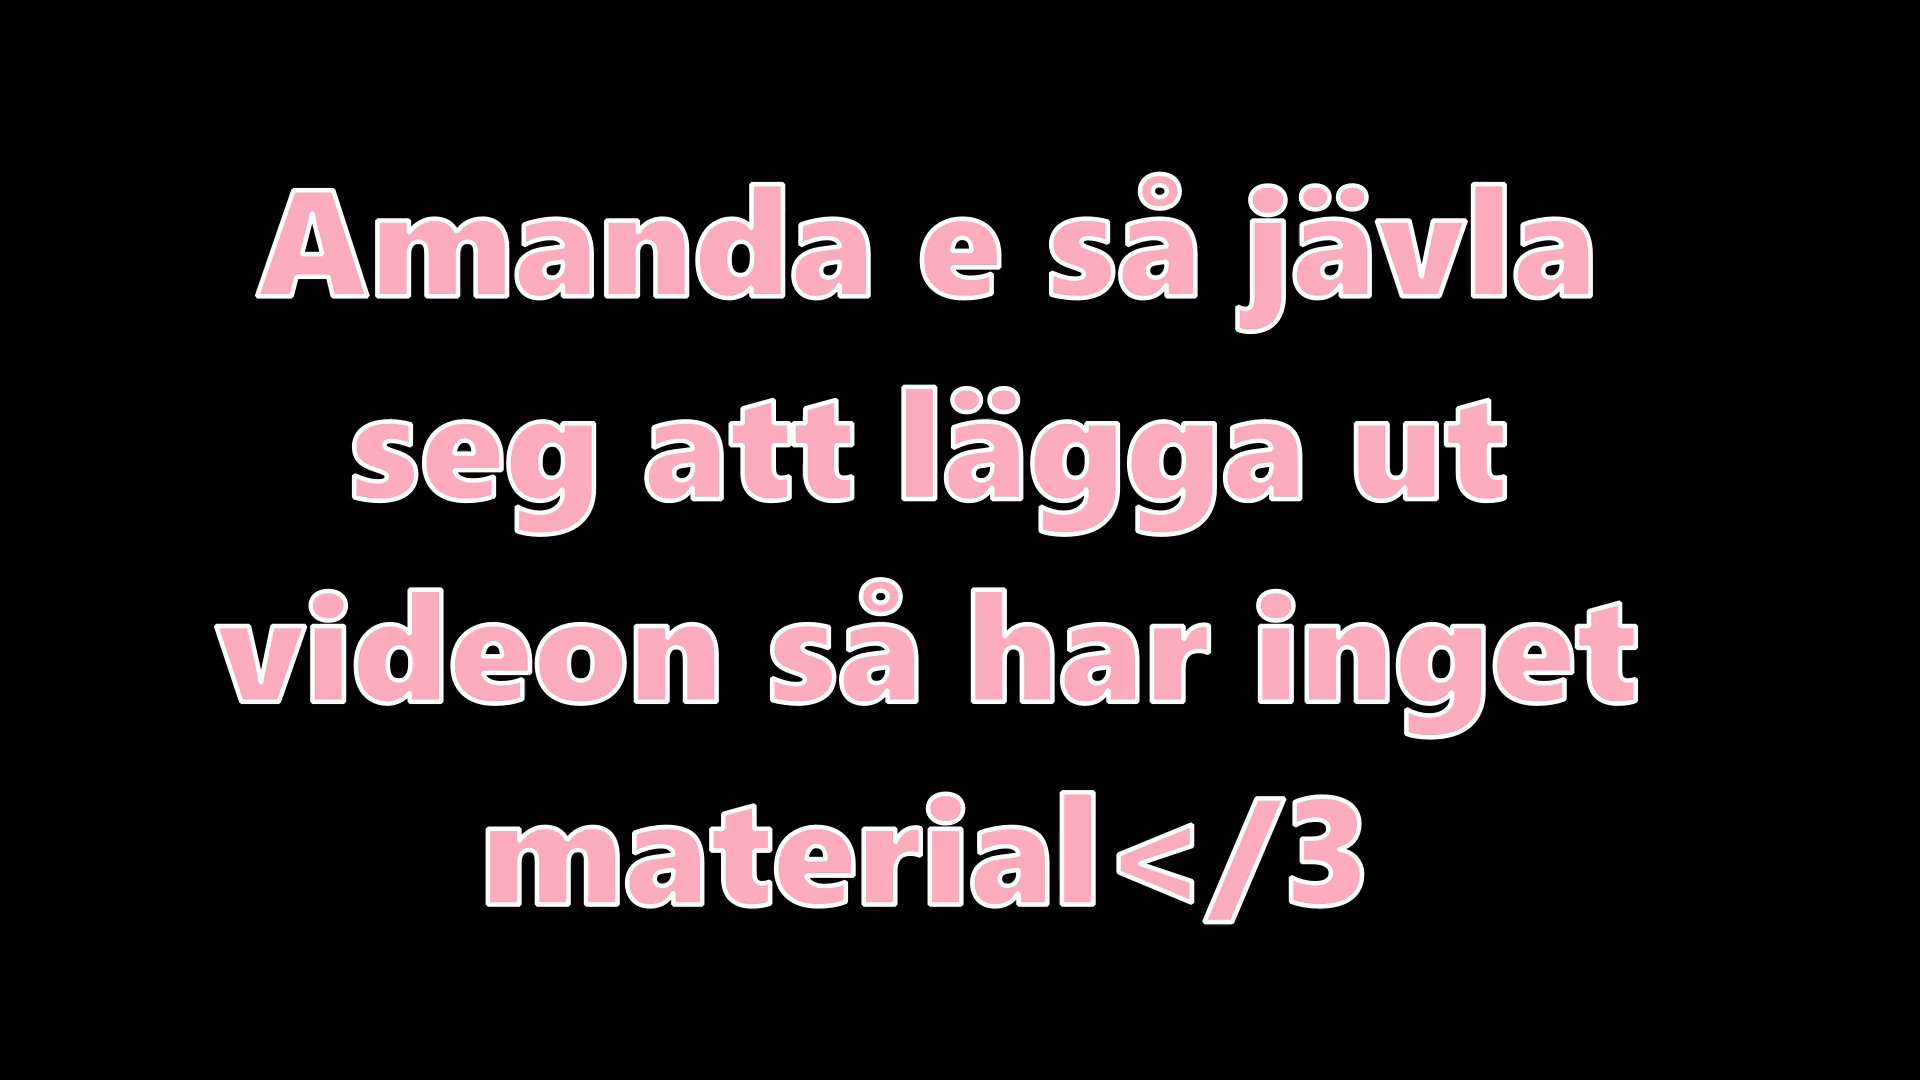 Amanda e så jävla
seg att lägga ut
videon så har inget
material</3